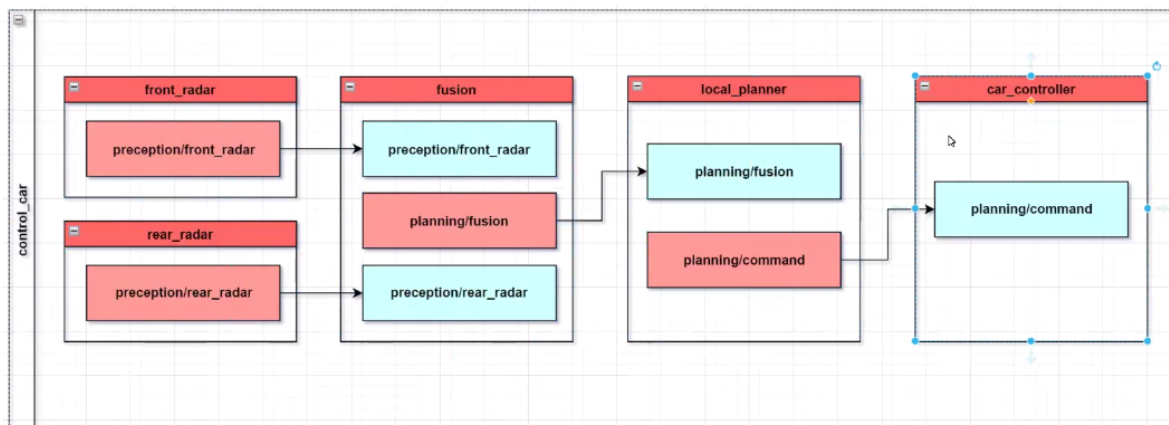 control_car
front_radar
preception/front_radar
rear_radar
preception/rear_radar
fusion
preception/front_radar
planning/fusion
preception/rear_radar
local_planner
planning/fusion
planning/command
car_controller
planning/command